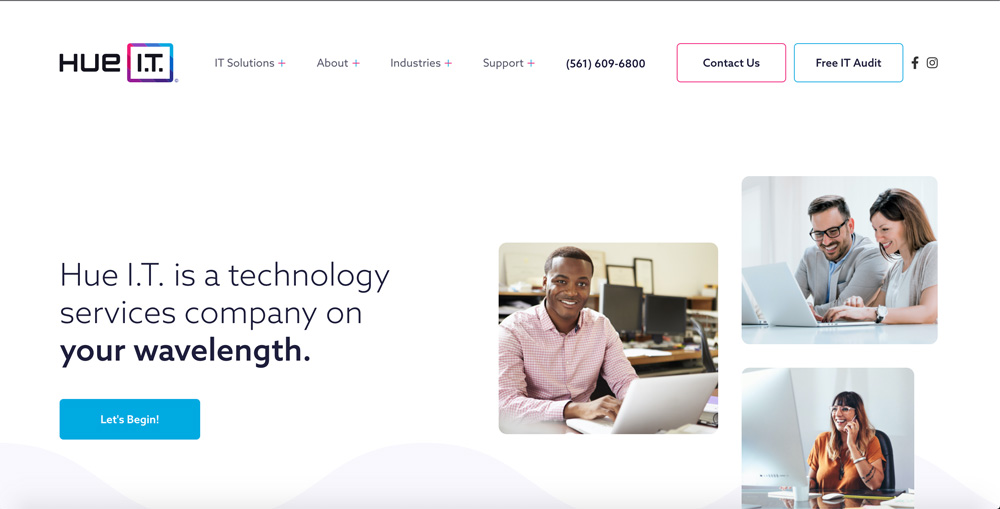 HUE I.T.
IT Solutions + About + Industries + Support + (561) 609-6800 Contact Us Free IT Audit
Hue I.T. is a technology
services company on
your wavelength.
Let's Begin!